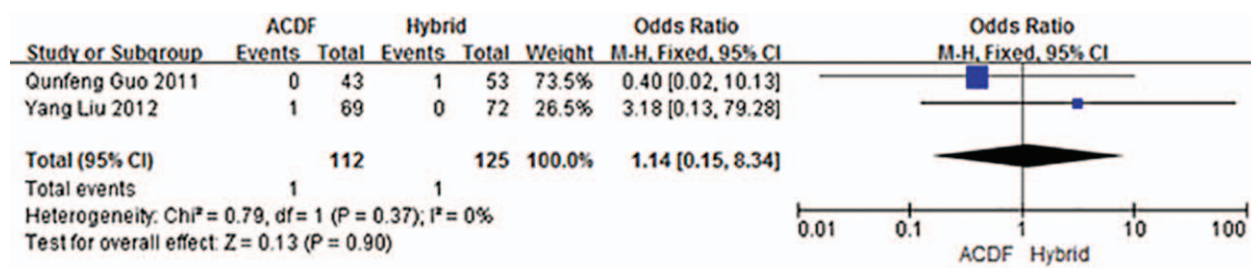 ACDF Hybrid Odds Ratio Odds Ratio
Study or Subgroup Events Total Events Total Weight M-H, Fixed, 95% CI M-H, Fixed, 95% CI
Qunfeng Guo 2011 0 43 1 53 73.5% 0.40 [0.02, 10.13]
Yang Liu 2012 1 69 0 72 26.5% 3.18 [0.13, 79.28]
Total (95% CI) 112 125 100.0% 1.14 [0.15, 8.34]
Total events 1 1
Heterogeneity: Chi² = 0.79, df = 1 (P = 0.37); I² = 0%
Test for overall effect: Z = 0.13 (P = 0.90)
0.01 0.1 1 10 100
ACDF Hybrid